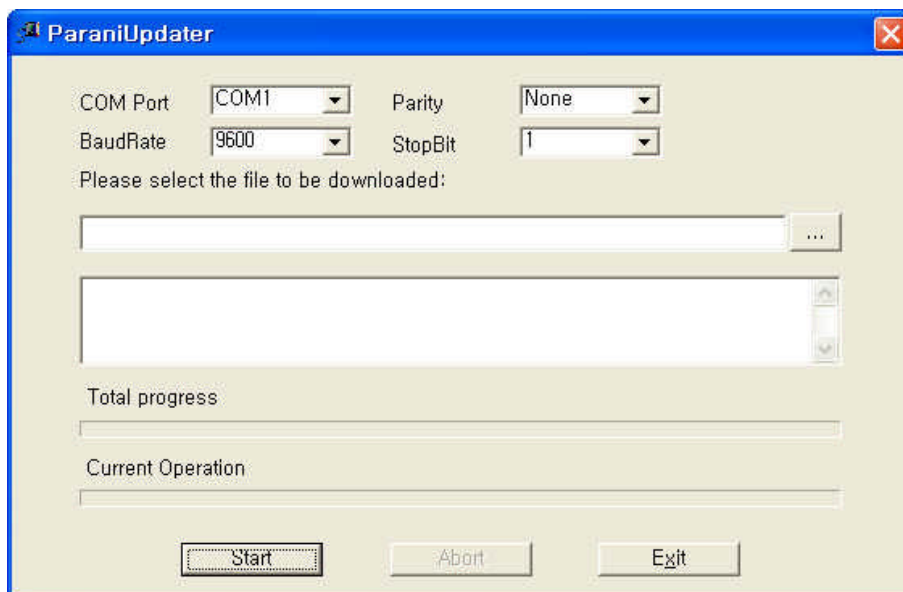 ParaniUpdater
COM Port COM1 Parity None
BaudRate 9600 StopBit 1
Please select the file to be downloaded:
...
Total progress
Current Operation
Start Abort Exit